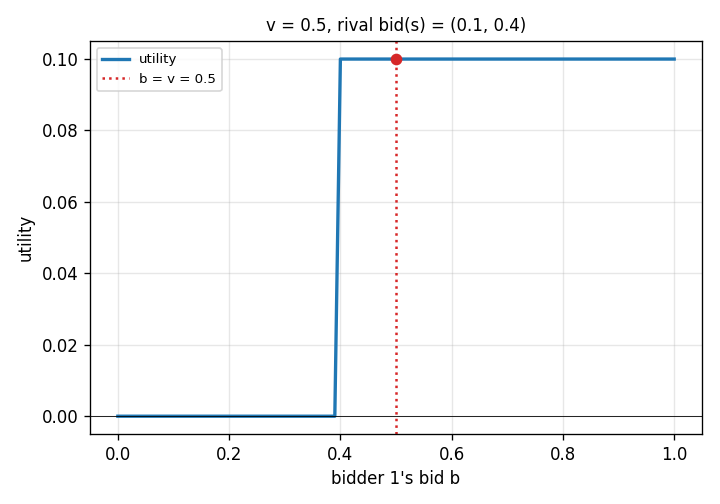 v = 0.5, rival bid(s) = (0.1, 0.4)
utility
b = v = 0.5
0.10
0.08
0.06
0.04
0.02
0.00
utility
0.0 0.2 0.4 0.6 0.8 1.0
bidder 1's bid b